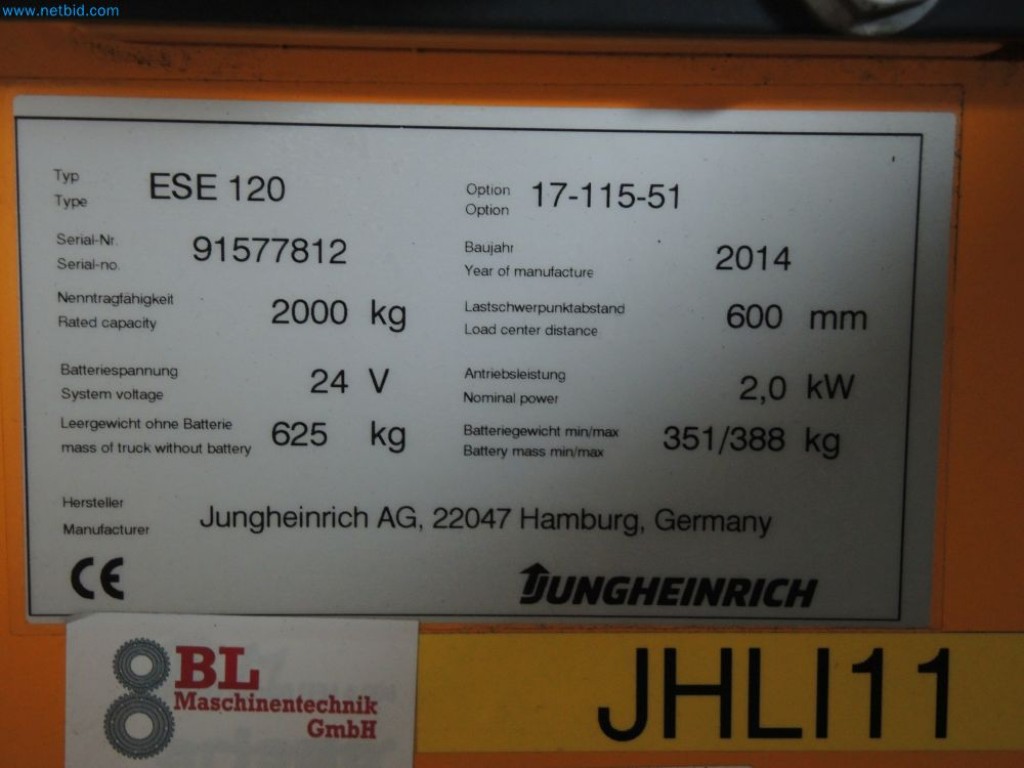 www.netbid.com
Typ
Type
ESE 120
Option
Option
17-115-51
Serial-Nr.
Serial-no.
91577812
Baujahr
Year of manufacture
2014
Nenntragfähigkeit
Rated capacity
2000 kg
Lastschwerpunktabstand
Load center distance
600 mm
Batteriespannung
System voltage
24 V
Antriebsleistung
Nominal power
2,0 kW
Leergewicht ohne Batterie
mass of truck without battery
625 kg
Batteriegewicht min/max
Battery mass min/max
351/388 kg
Hersteller
Manufacturer
Jungheinrich AG, 22047 Hamburg, Germany
CE
JUNGHEINRICH
BL
Maschinentechnik
GmbH
JHLI11